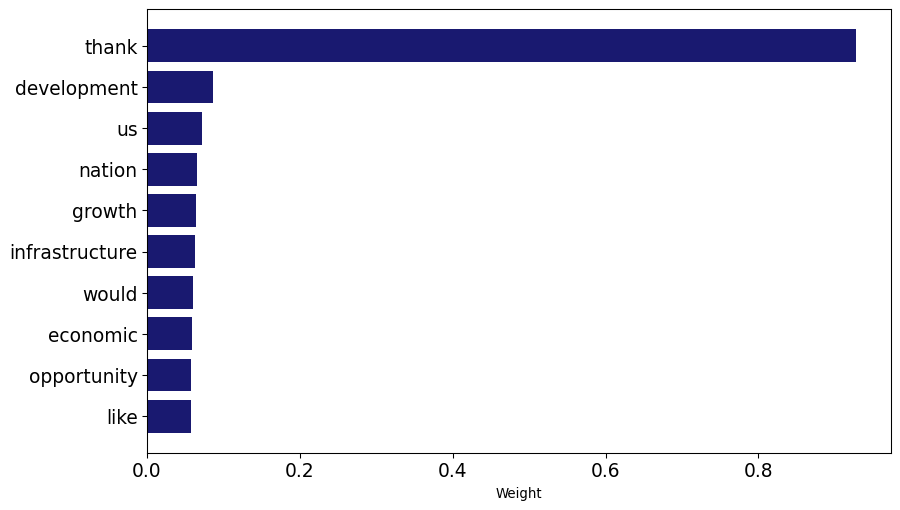 thank
development
us
nation
growth
infrastructure
would
economic
opportunity
like
0.0 0.2 0.4 0.6 0.8
Weight